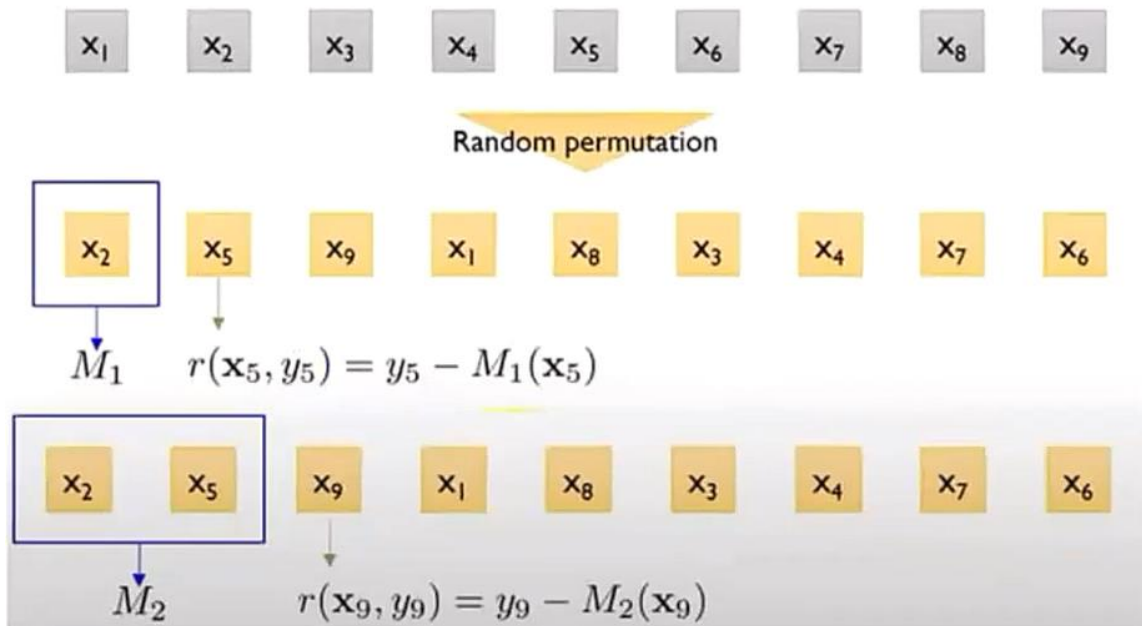 x₁ x₂ x₃ x₄ x₅ x₆ x₇ x₈ x₉
Random permutation
x₂ x₅ x₉ x₁ x₈ x₃ x₄ x₇ x₆
M₁ r(x₅, y₅) = y₅ − M₁(x₅)
x₂ x₅ x₉ x₁ x₈ x₃ x₄ x₇ x₆
M₂ r(x₉, y₉) = y₉ − M₂(x₉)